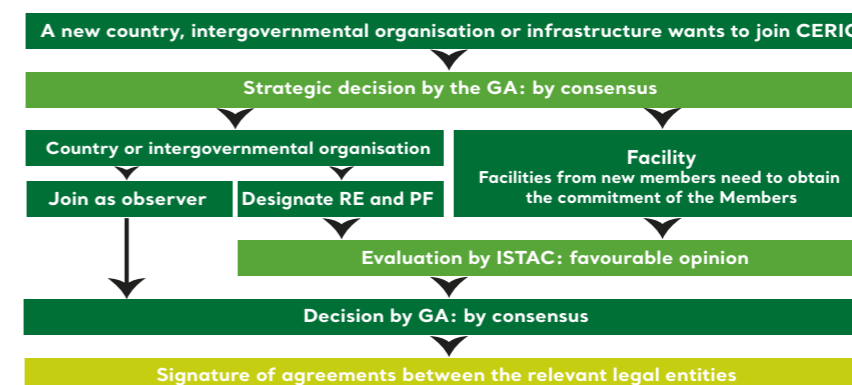 A new country, intergovernmental organisation or infrastructure wants to join CERIC
Strategic decision by the GA: by consensus
Country or intergovernmental organisation
Join as observer
Designate RE and PF
Facility
Facilities from new members need to obtain
the commitment of the Members
Evaluation by ISTAC: favourable opinion
Decision by GA: by consensus
Signature of agreements between the relevant legal entities